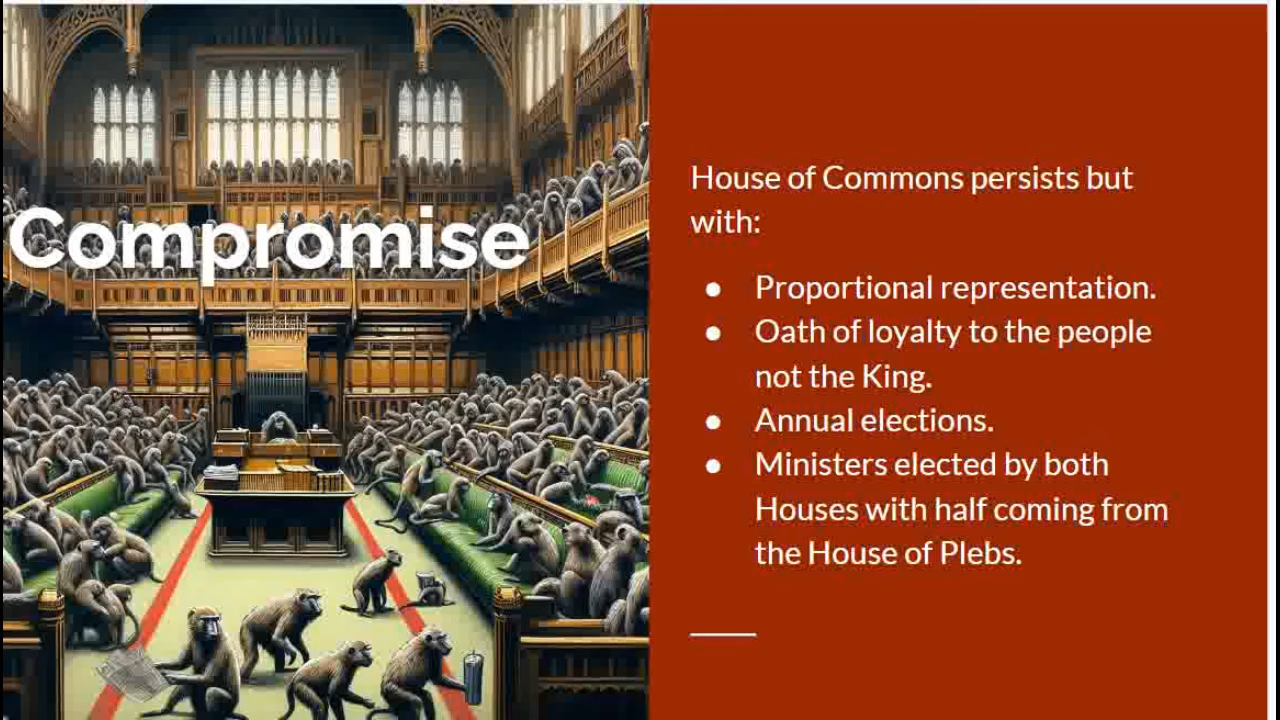 Compromise
House of Commons persists but
with:
● Proportional representation.
● Oath of loyalty to the people
not the King.
● Annual elections.
● Ministers elected by both
Houses with half coming from
the House of Plebs.